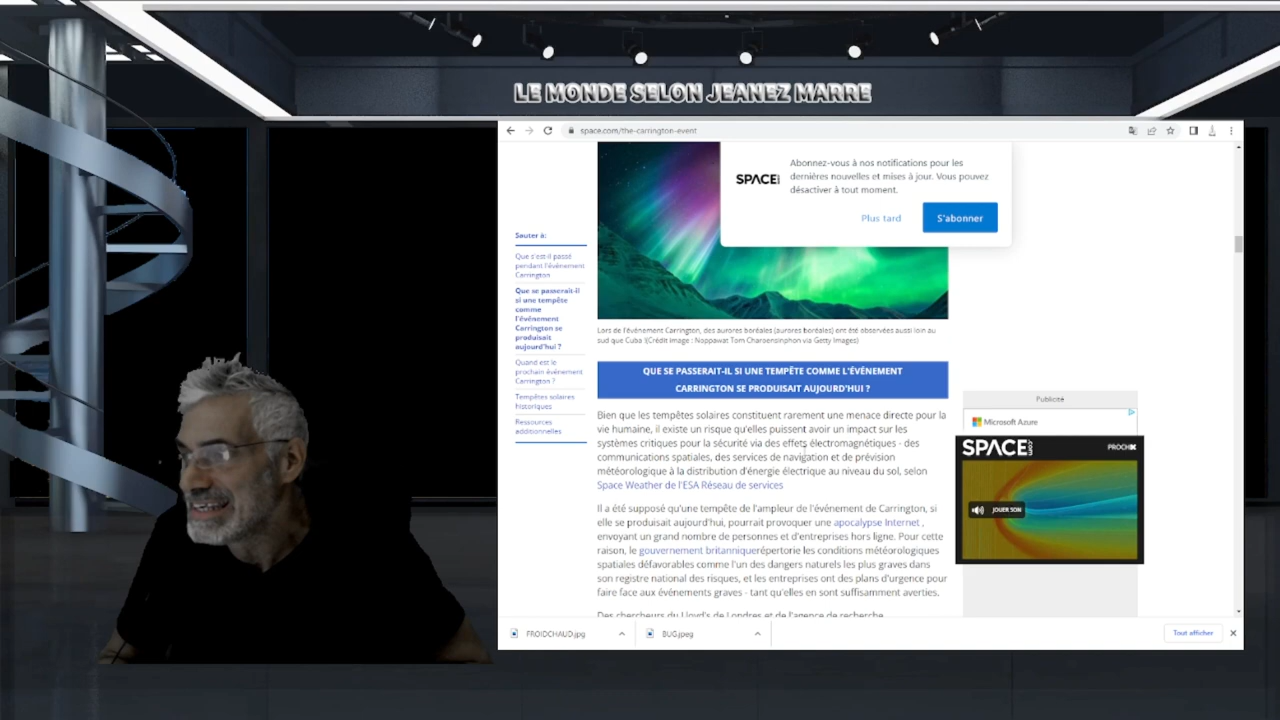 LE MONDE SELON JEANEZ MARRE
space.com/the-carrington-event
SPACE
.com
Abonnez-vous à nos notifications pour les
dernières nouvelles et mises à jour. Vous pouvez
désactiver à tout moment.
Plus tard
S'abonner
Sauter à:
Que s'est-il passé
pendant l'événement
Carrington
Que se passerait-il
si une tempête
comme
l'événement
Carrington se
produisait
aujourd'hui ?
Quand est le
prochain événement
Carrington ?
Tempêtes solaires
historiques
Ressources
additionnelles
Lors de l'événement Carrington, des aurores boréales (aurores boréales) ont été observées aussi loin au
sud que Cuba !(Crédit image : Noppawat Tom Charoensinphon via Getty Images)
QUE SE PASSERAIT-IL SI UNE TEMPÊTE COMME L'ÉVÉNEMENT
CARRINGTON SE PRODUISAIT AUJOURD'HUI ?
Bien que les tempêtes solaires constituent rarement une menace directe pour la
vie humaine, il existe un risque qu'elles puissent avoir un impact sur les
systèmes critiques pour la sécurité via des effets électromagnétiques - des
communications spatiales, des services de navigation et de prévision
météorologique à la distribution d'énergie électrique au niveau du sol, selon
Space Weather de l'ESA Réseau de services
Il a été supposé qu'une tempête de l'ampleur de l'événement de Carrington, si
elle se produisait aujourd'hui, pourrait provoquer une apocalypse Internet ,
envoyant un grand nombre de personnes et d'entreprises hors ligne. Pour cette
raison, le gouvernement britanniquerépertorie les conditions météorologiques
spatiales défavorables comme l'un des dangers naturels les plus graves dans
son registre national des risques, et les entreprises ont des plans d'urgence pour
faire face aux événements graves - tant qu'elles en sont suffisamment averties.
Des chercheurs du Lloyd's de Londres et de l'agence de recherche
Publicité
Microsoft Azure
SPACE
.com
PROCHX
JOUER SON
FROIDCHAUD.jpg
BUG.jpeg
Tout afficher